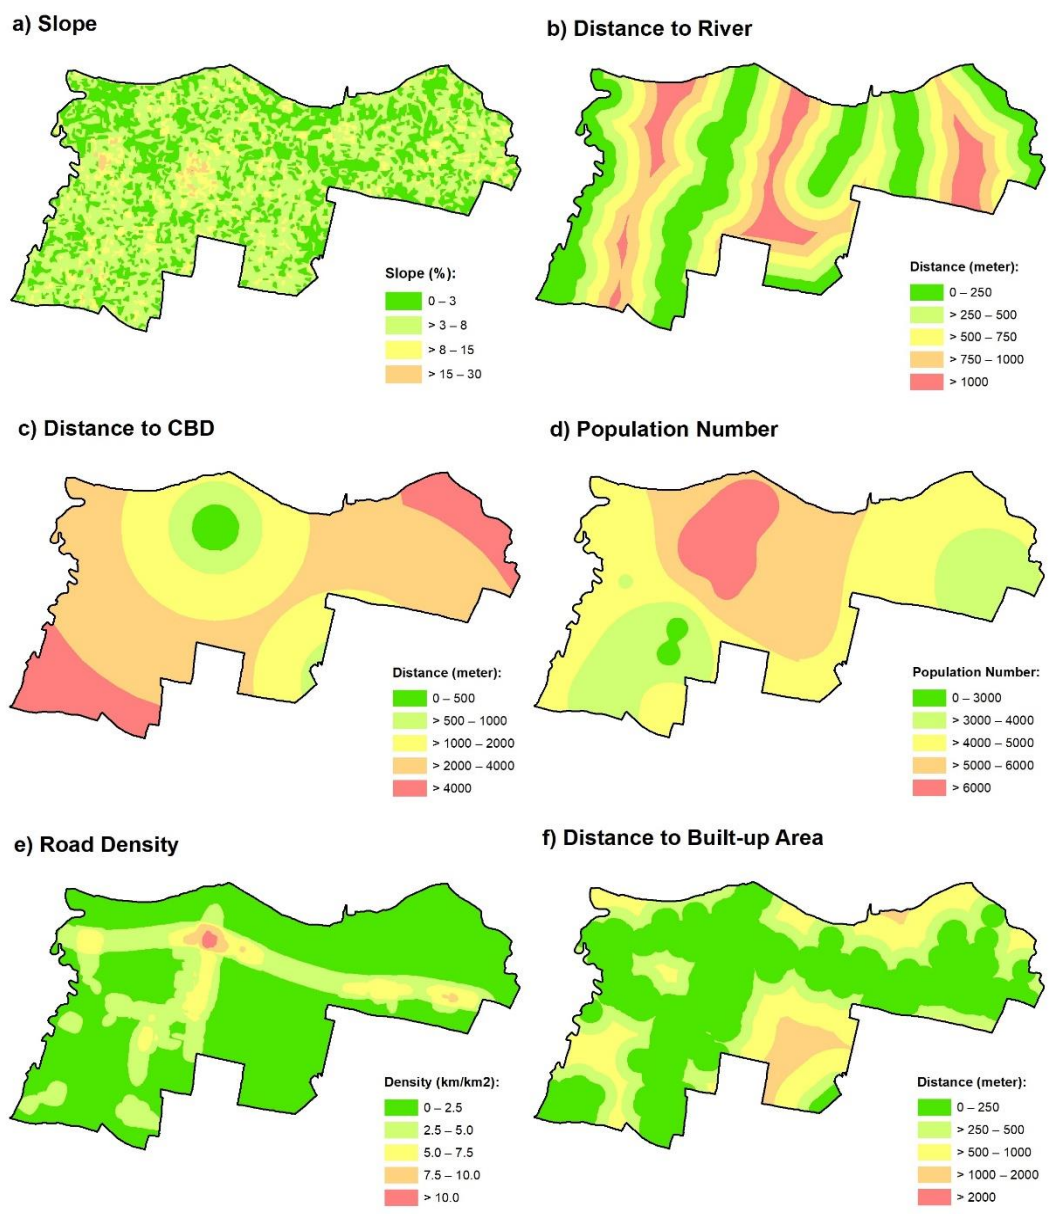 a) Slope
Slope (%):
0 – 3
> 3 – 8
> 8 – 15
> 15 – 30
b) Distance to River
Distance (meter):
0 – 250
> 250 – 500
> 500 – 750
> 750 – 1000
> 1000
c) Distance to CBD
Distance (meter):
0 – 500
> 500 – 1000
> 1000 – 2000
> 2000 – 4000
> 4000
d) Population Number
Population Number:
0 – 3000
> 3000 – 4000
> 4000 – 5000
> 5000 – 6000
> 6000
e) Road Density
Density (km/km2):
0 – 2.5
2.5 – 5.0
5.0 – 7.5
7.5 – 10.0
> 10.0
f) Distance to Built-up Area
Distance (meter):
0 – 250
> 250 – 500
> 500 – 1000
> 1000 – 2000
> 2000